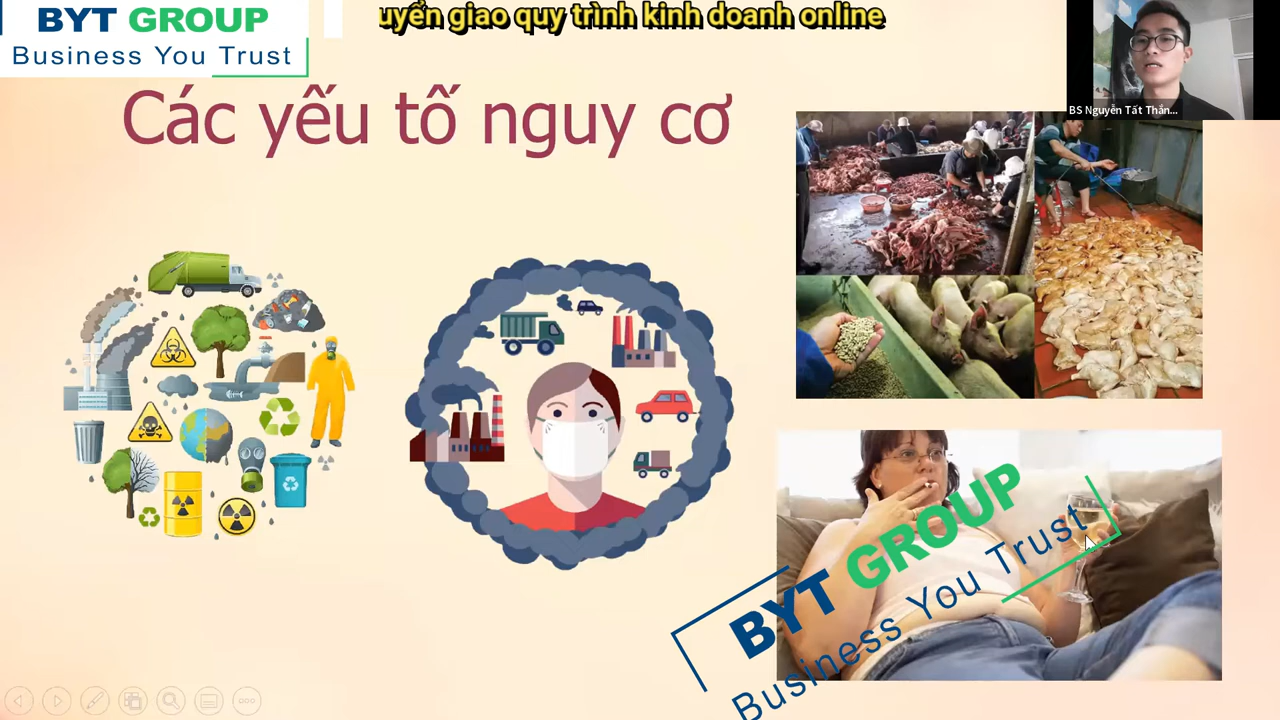 BYT GROUP
Business You Trust
uyển giao quy trình kinh doanh online
BS Nguyễn Tất Thắn...
Các yếu tố nguy cơ
BYT GROUP
Business You Trust